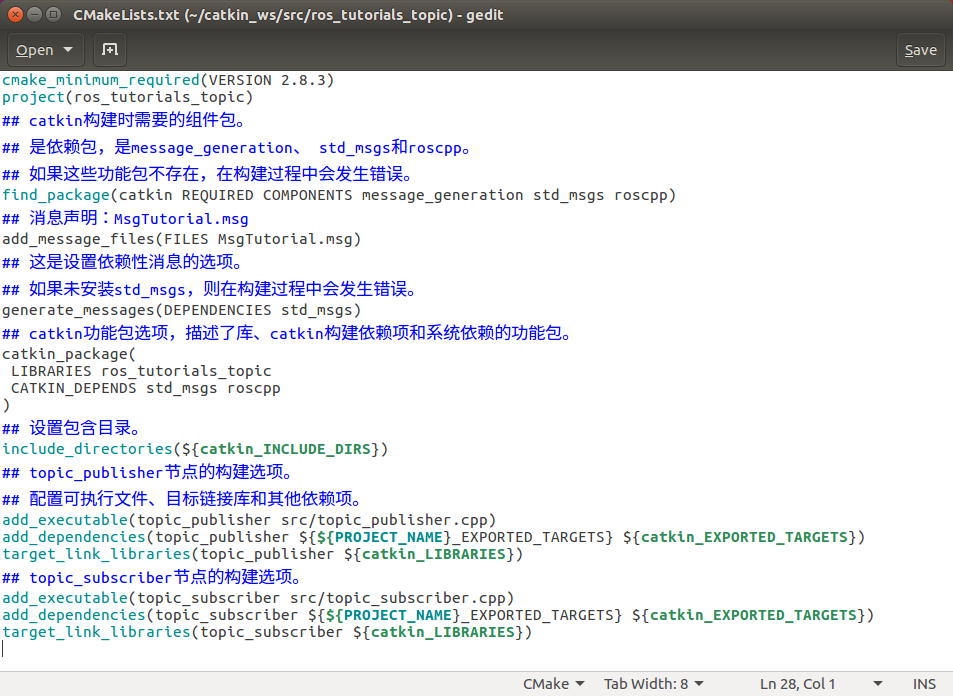 CMakeLists.txt (~/catkin_ws/src/ros_tutorials_topic) - gedit
Open Save
cmake_minimum_required(VERSION 2.8.3)
project(ros_tutorials_topic)
## catkin构建时需要的组件包。
## 是依赖包，是message_generation、 std_msgs和roscpp。
## 如果这些功能包不存在，在构建过程中会发生错误。
find_package(catkin REQUIRED COMPONENTS message_generation std_msgs roscpp)
## 消息声明：MsgTutorial.msg
add_message_files(FILES MsgTutorial.msg)
## 这是设置依赖性消息的选项。
## 如果未安装std_msgs，则在构建过程中会发生错误。
generate_messages(DEPENDENCIES std_msgs)
## catkin功能包选项，描述了库、catkin构建依赖项和系统依赖的功能包。
catkin_package(
 LIBRARIES ros_tutorials_topic
 CATKIN_DEPENDS std_msgs roscpp
)
## 设置包含目录。
include_directories(${catkin_INCLUDE_DIRS})
## topic_publisher节点的构建选项。
## 配置可执行文件、目标链接库和其他依赖项。
add_executable(topic_publisher src/topic_publisher.cpp)
add_dependencies(topic_publisher ${${PROJECT_NAME}_EXPORTED_TARGETS} ${catkin_EXPORTED_TARGETS})
target_link_libraries(topic_publisher ${catkin_LIBRARIES})
## topic_subscriber节点的构建选项。
add_executable(topic_subscriber src/topic_subscriber.cpp)
add_dependencies(topic_subscriber ${${PROJECT_NAME}_EXPORTED_TARGETS} ${catkin_EXPORTED_TARGETS})
target_link_libraries(topic_subscriber ${catkin_LIBRARIES})
CMake Tab Width: 8 Ln 28, Col 1 INS